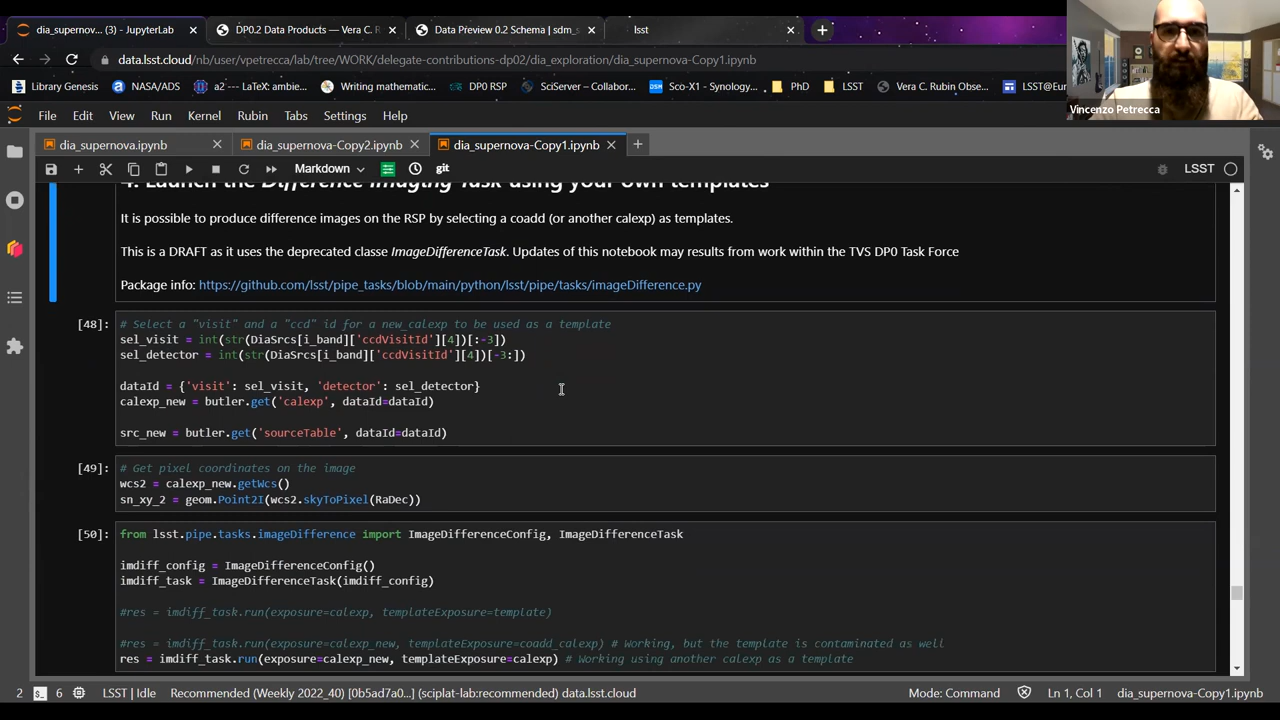 dia_supernov... (3) - JupyterLab
DP0.2 Data Products — Vera C. R
Data Preview 0.2 Schema | sdm_s
lsst
data.lsst.cloud/nb/user/vpetrecca/lab/tree/WORK/delegate-contributions-dp02/dia_exploration/dia_supernova-Copy1.ipynb
Library Genesis
NASA/ADS
a2 --- LaTeX: ambie...
Writing mathematic...
DP0 RSP
SciServer – Collabor...
Sco-X1 - Synology...
PhD
LSST
Vera C. Rubin Obse...
LSST@Eur
Vincenzo Petrecca
File Edit View Run Kernel Rubin Tabs Settings Help
dia_supernova.ipynb
dia_supernova-Copy2.ipynb
dia_supernova-Copy1.ipynb
Markdown
git
LSST
4. Launch the Difference Imaging Task using your own templates
It is possible to produce difference images on the RSP by selecting a coadd (or another calexp) as templates.
This is a DRAFT as it uses the deprecated classe ImageDifferenceTask. Updates of this notebook may results from work within the TVS DP0 Task Force
Package info: https://github.com/lsst/pipe_tasks/blob/main/python/lsst/pipe/tasks/imageDifference.py
[48]:
# Select a "visit" and a "ccd" id for a new_calexp to be used as a template
sel_visit = int(str(DiaSrcs[i_band]['ccdVisitId'][4])[:-3])
sel_detector = int(str(DiaSrcs[i_band]['ccdVisitId'][4])[-3:])
dataId = {'visit': sel_visit, 'detector': sel_detector}
calexp_new = butler.get('calexp', dataId=dataId)
src_new = butler.get('sourceTable', dataId=dataId)
[49]:
# Get pixel coordinates on the image
wcs2 = calexp_new.getWcs()
sn_xy_2 = geom.Point2I(wcs2.skyToPixel(RaDec))
[50]:
from lsst.pipe.tasks.imageDifference import ImageDifferenceConfig, ImageDifferenceTask
imdiff_config = ImageDifferenceConfig()
imdiff_task = ImageDifferenceTask(imdiff_config)
#res = imdiff_task.run(exposure=calexp, templateExposure=template)
#res = imdiff_task.run(exposure=calexp_new, templateExposure=coadd_calexp) # Working, but the template is contaminated as well
res = imdiff_task.run(exposure=calexp_new, templateExposure=calexp) # Working using another calexp as a template
2
6
LSST | Idle
Recommended (Weekly 2022_40) [0b5ad7a0...] (sciplat-lab:recommended) data.lsst.cloud
Mode: Command
Ln 1, Col 1
dia_supernova-Copy1.ipynb